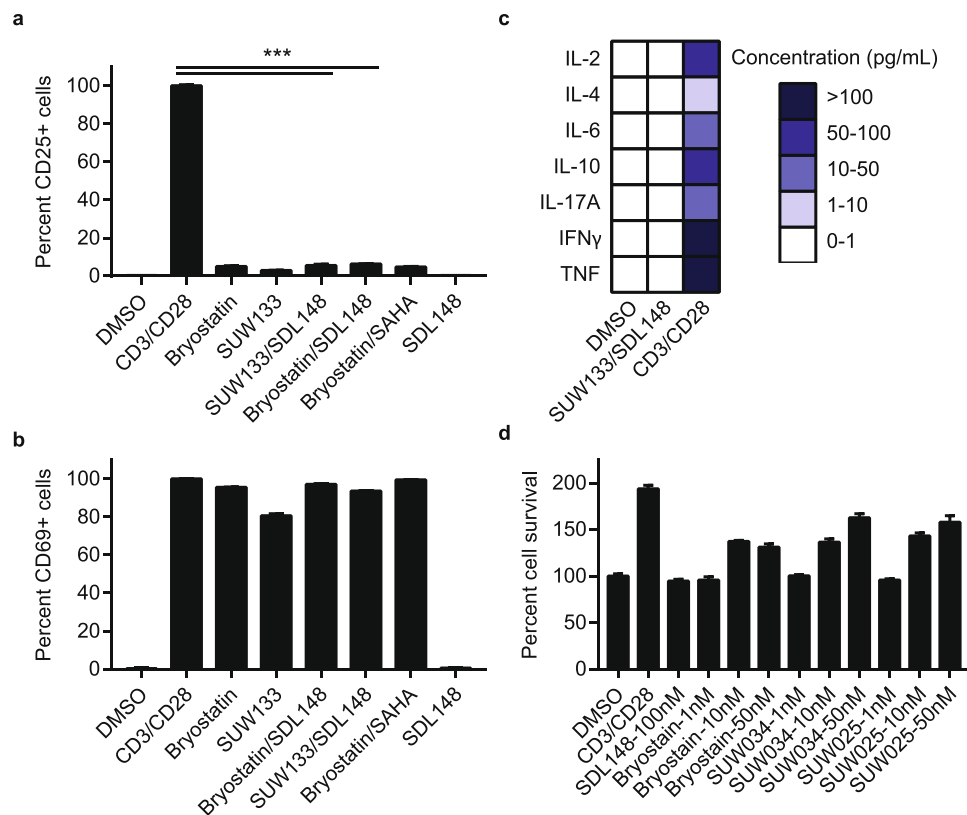 a
***
Percent CD25+ cells
100
80
60
40
20
0
DMSO
CD3/CD28
Bryostatin
SUW133
SUW133/SDL148
Bryostatin/SDL148
Bryostatin/SAHA
SDL148
b
Percent CD69+ cells
100
80
60
40
20
0
DMSO
CD3/CD28
Bryostatin
SUW133
Bryostatin/SDL148
SUW133/SDL148
Bryostatin/SAHA
SDL148
c
IL-2
IL-4
IL-6
IL-10
IL-17A
IFNγ
TNF
DMSO
SUW133/SDL148
CD3/CD28
Concentration (pg/mL)
>100
50-100
10-50
1-10
0-1
d
Percent cell survival
200
150
100
50
0
DMSO
CD3/CD28
SDL148-100nM
Bryostain-1nM
Bryostain-10nM
Bryostain-50nM
SUW034-1nM
SUW034-10nM
SUW034-50nM
SUW025-1nM
SUW025-10nM
SUW025-50nM